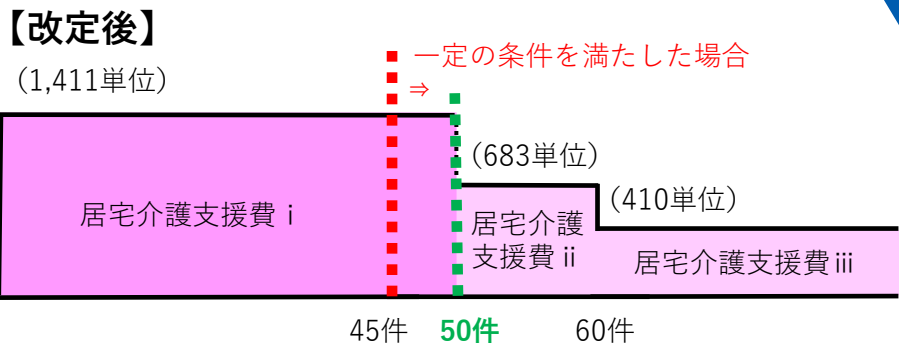 【改定後】
一定の条件を満たした場合
(1,411単位)
⇒
(683単位)
(410単位)
居宅介護支援費ⅰ
居宅介護
支援費ⅱ
居宅介護支援費ⅲ
45件
50件
60件